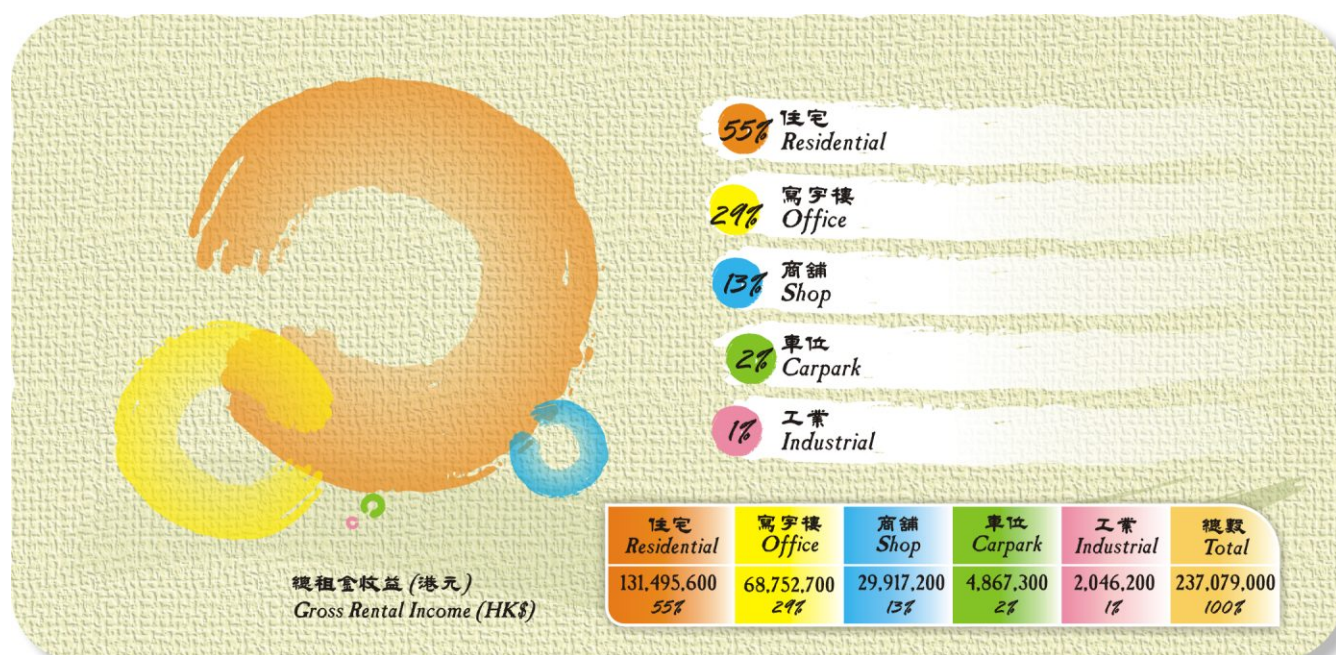 55% 住宅
Residential
29% 寫字樓
Office
13% 商舖
Shop
2% 車位
Carpark
1% 工業
Industrial
住宅 寫字樓 商舖 車位 工業 總數
Residential Office Shop Carpark Industrial Total
131,495,600 68,752,700 29,917,200 4,867,300 2,046,200 237,079,000
55% 29% 13% 2% 1% 100%
總租金收益 (港元)
Gross Rental Income (HK$)